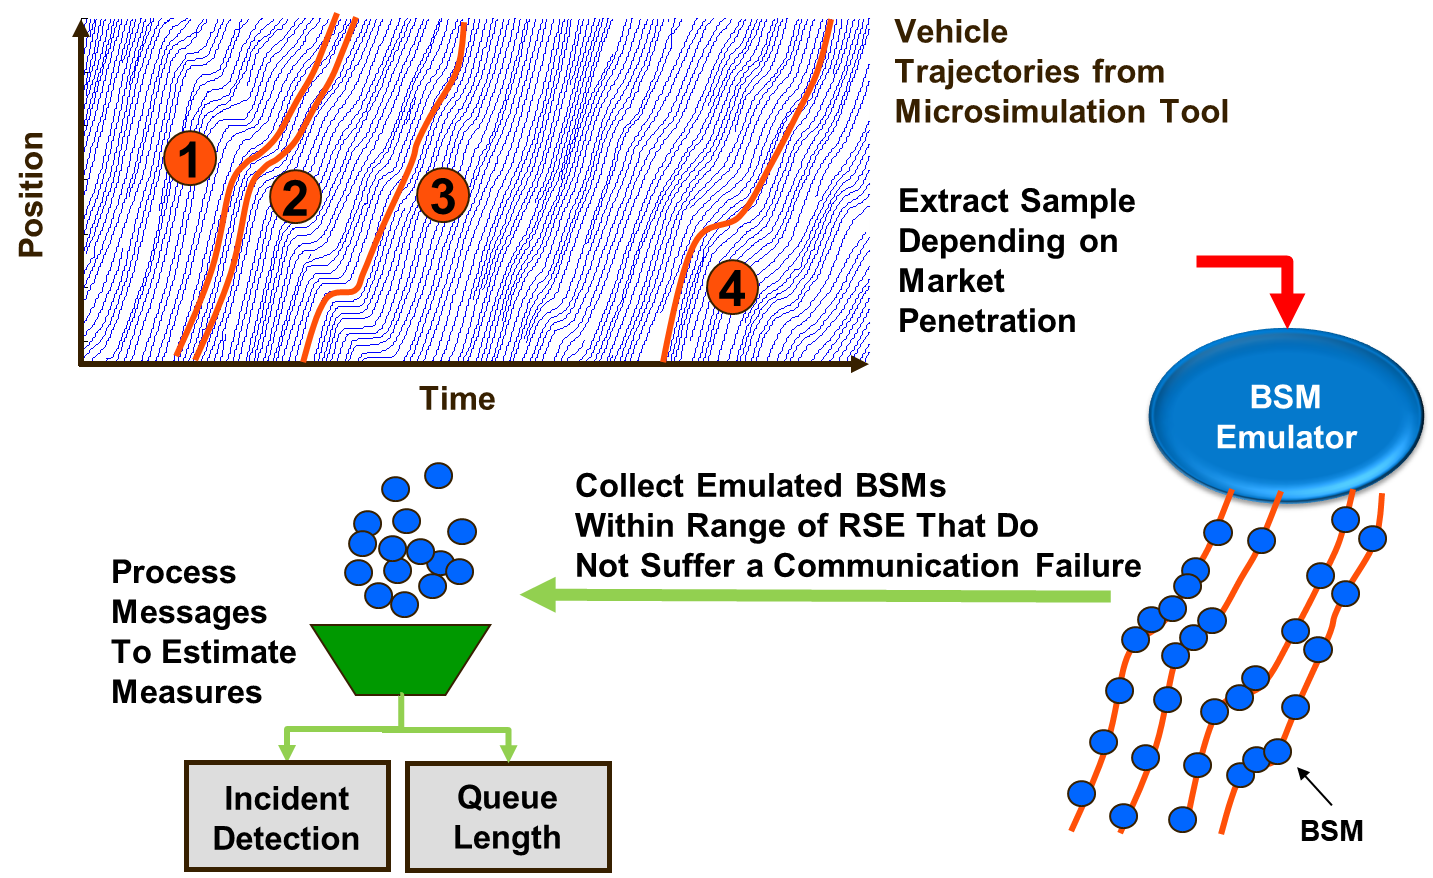 Vehicle
Trajectories from
Microsimulation Tool
Position
1
2
3
4
Time
Extract Sample
Depending on
Market
Penetration
BSM
Emulator
Collect Emulated BSMs
Within Range of RSE That Do
Not Suffer a Communication Failure
BSM
Process
Messages
To Estimate
Measures
Incident
Detection
Queue
Length